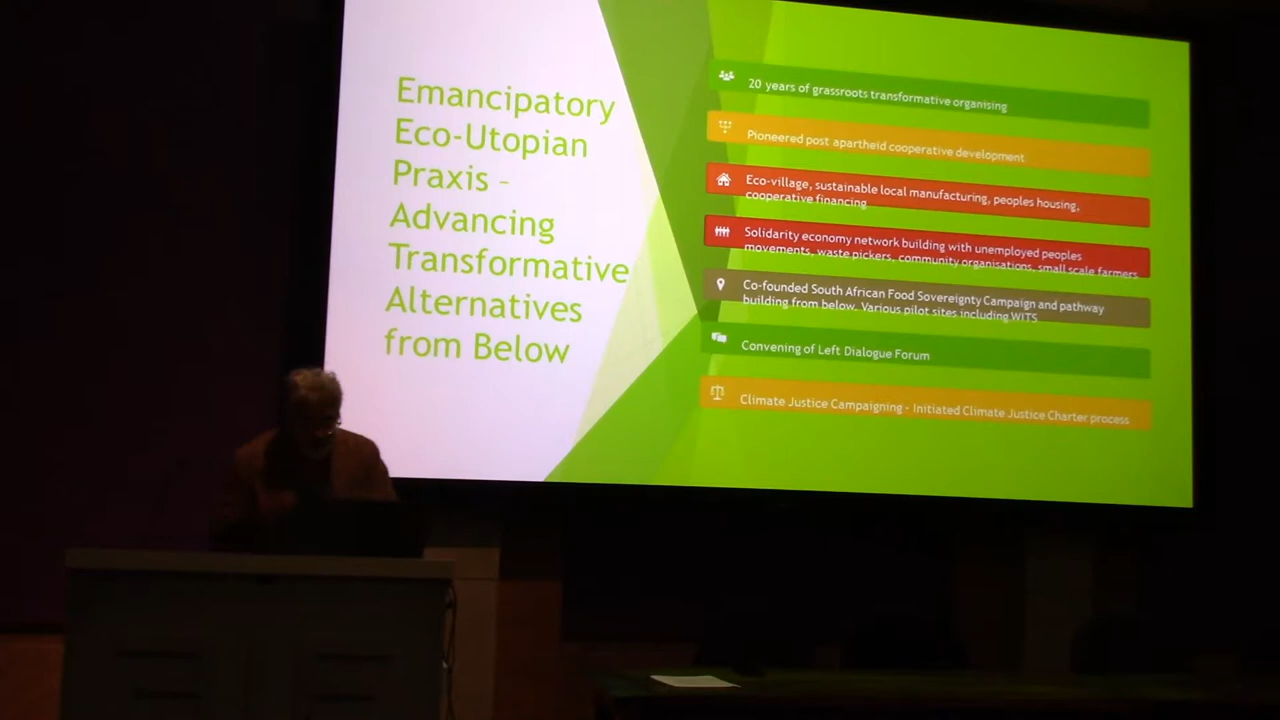 Emancipatory
Eco-Utopian
Praxis –
Advancing
Transformative
Alternatives
from Below
20 years of grassroots transformative organising
Pioneered post apartheid cooperative development
Eco-village, sustainable local manufacturing, peoples housing,
cooperative financing
Solidarity economy network building with unemployed peoples
movements, waste pickers, community organisations, small scale farmers
Co-founded South African Food Sovereignty Campaign and pathway
building from below. Various pilot sites including WITS
Convening of Left Dialogue Forum
Climate Justice Campaigning - Initiated Climate Justice Charter process